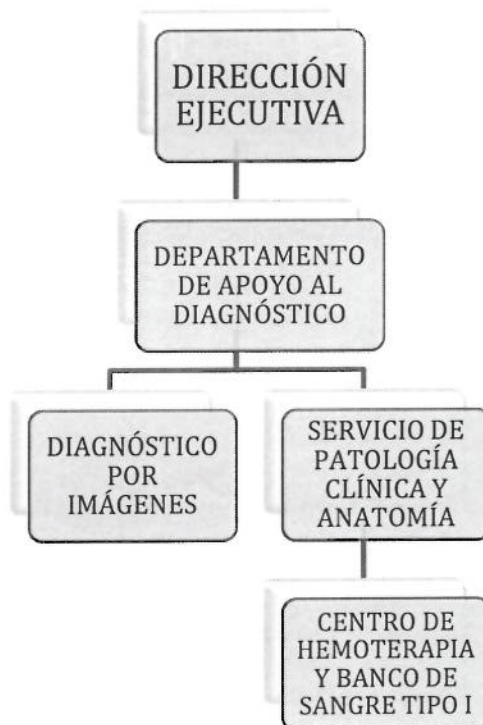 DIRECCIÓN
EJECUTIVA
DEPARTAMENTO
DE APOYO AL
DIAGNÓSTICO
DIAGNÓSTICO
POR
IMÁGENES
SERVICIO DE
PATOLOGÍA
CLÍNICA Y
ANATOMÍA
CENTRO DE
HEMOTERAPIA
Y BANCO DE
SANGRE TIPO I